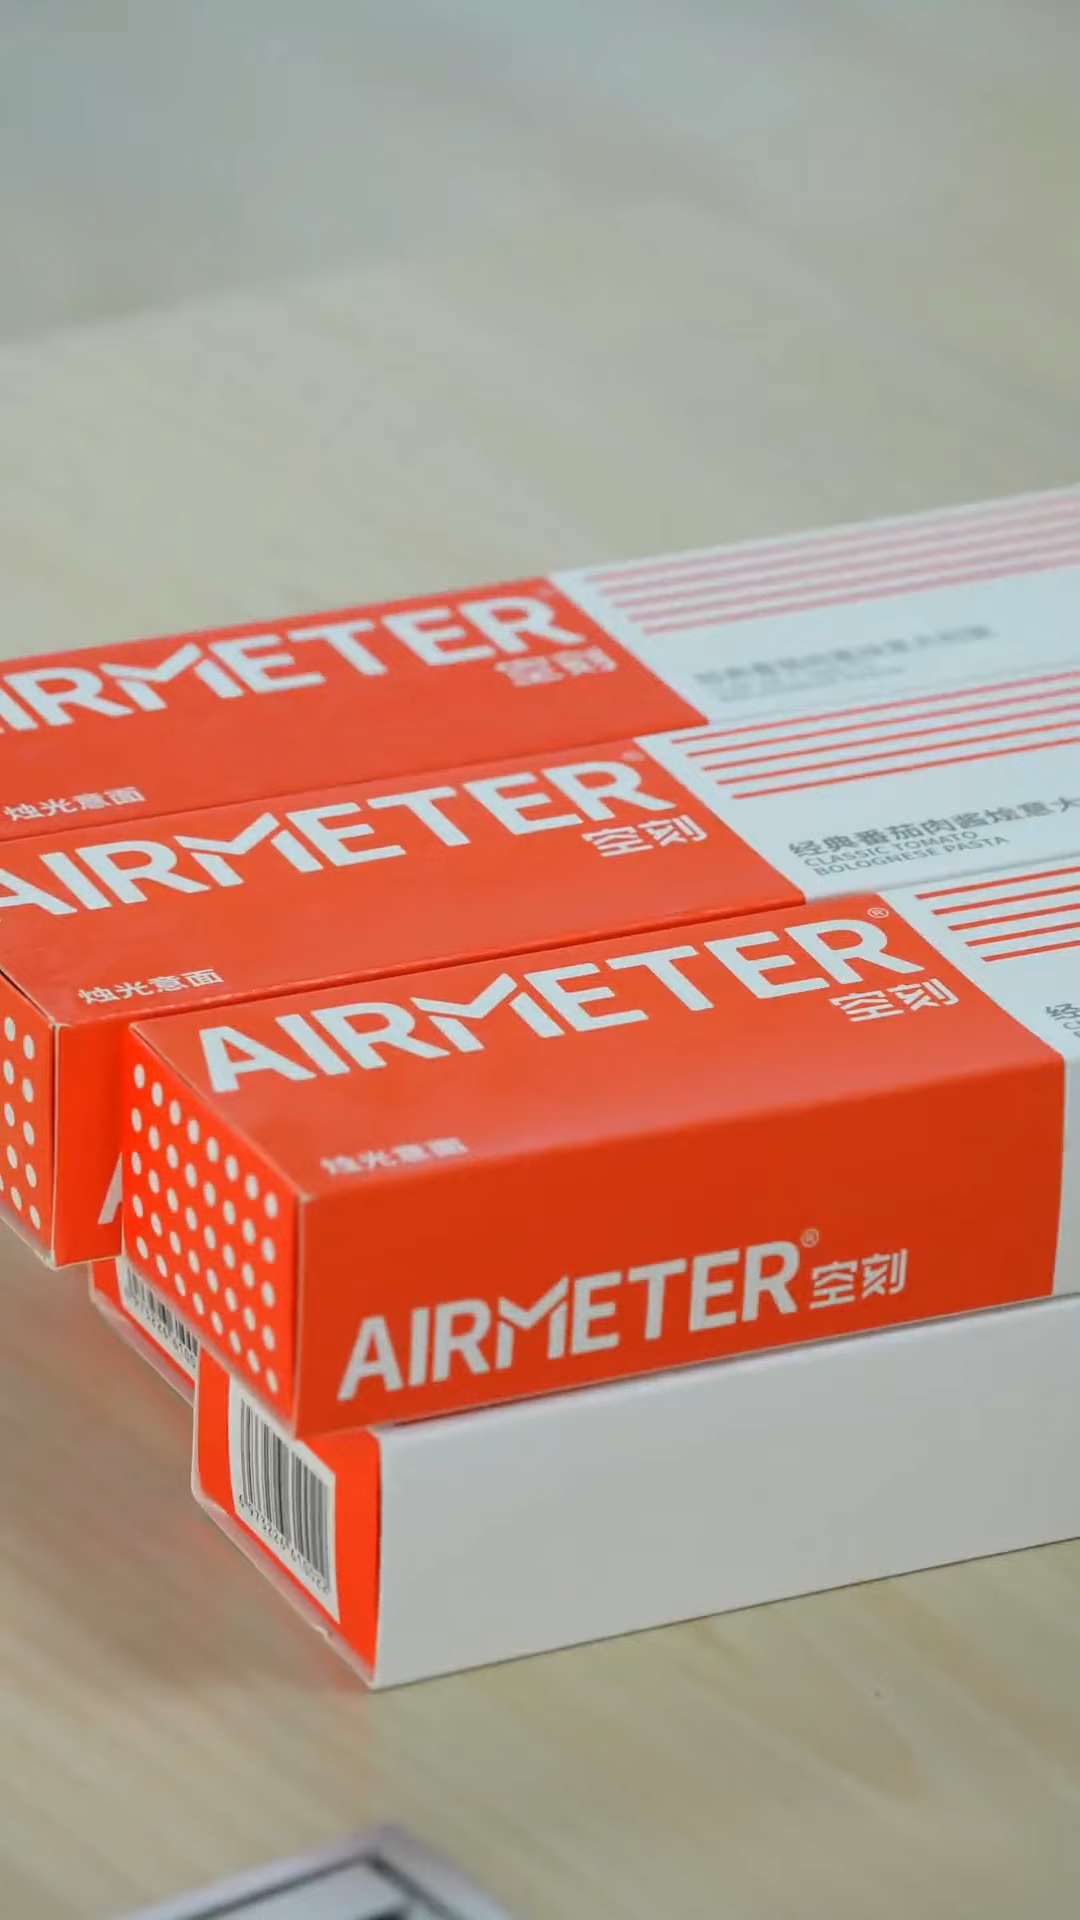 AIRMETER
空刻
烛光意面
AIRMETER
空刻
经典番茄肉酱烩意大
CLASSIC TOMATO
BOLOGNESE PASTA
烛光意面
AIRMETER®
空刻
烛光意面
AIRMETER®空刻